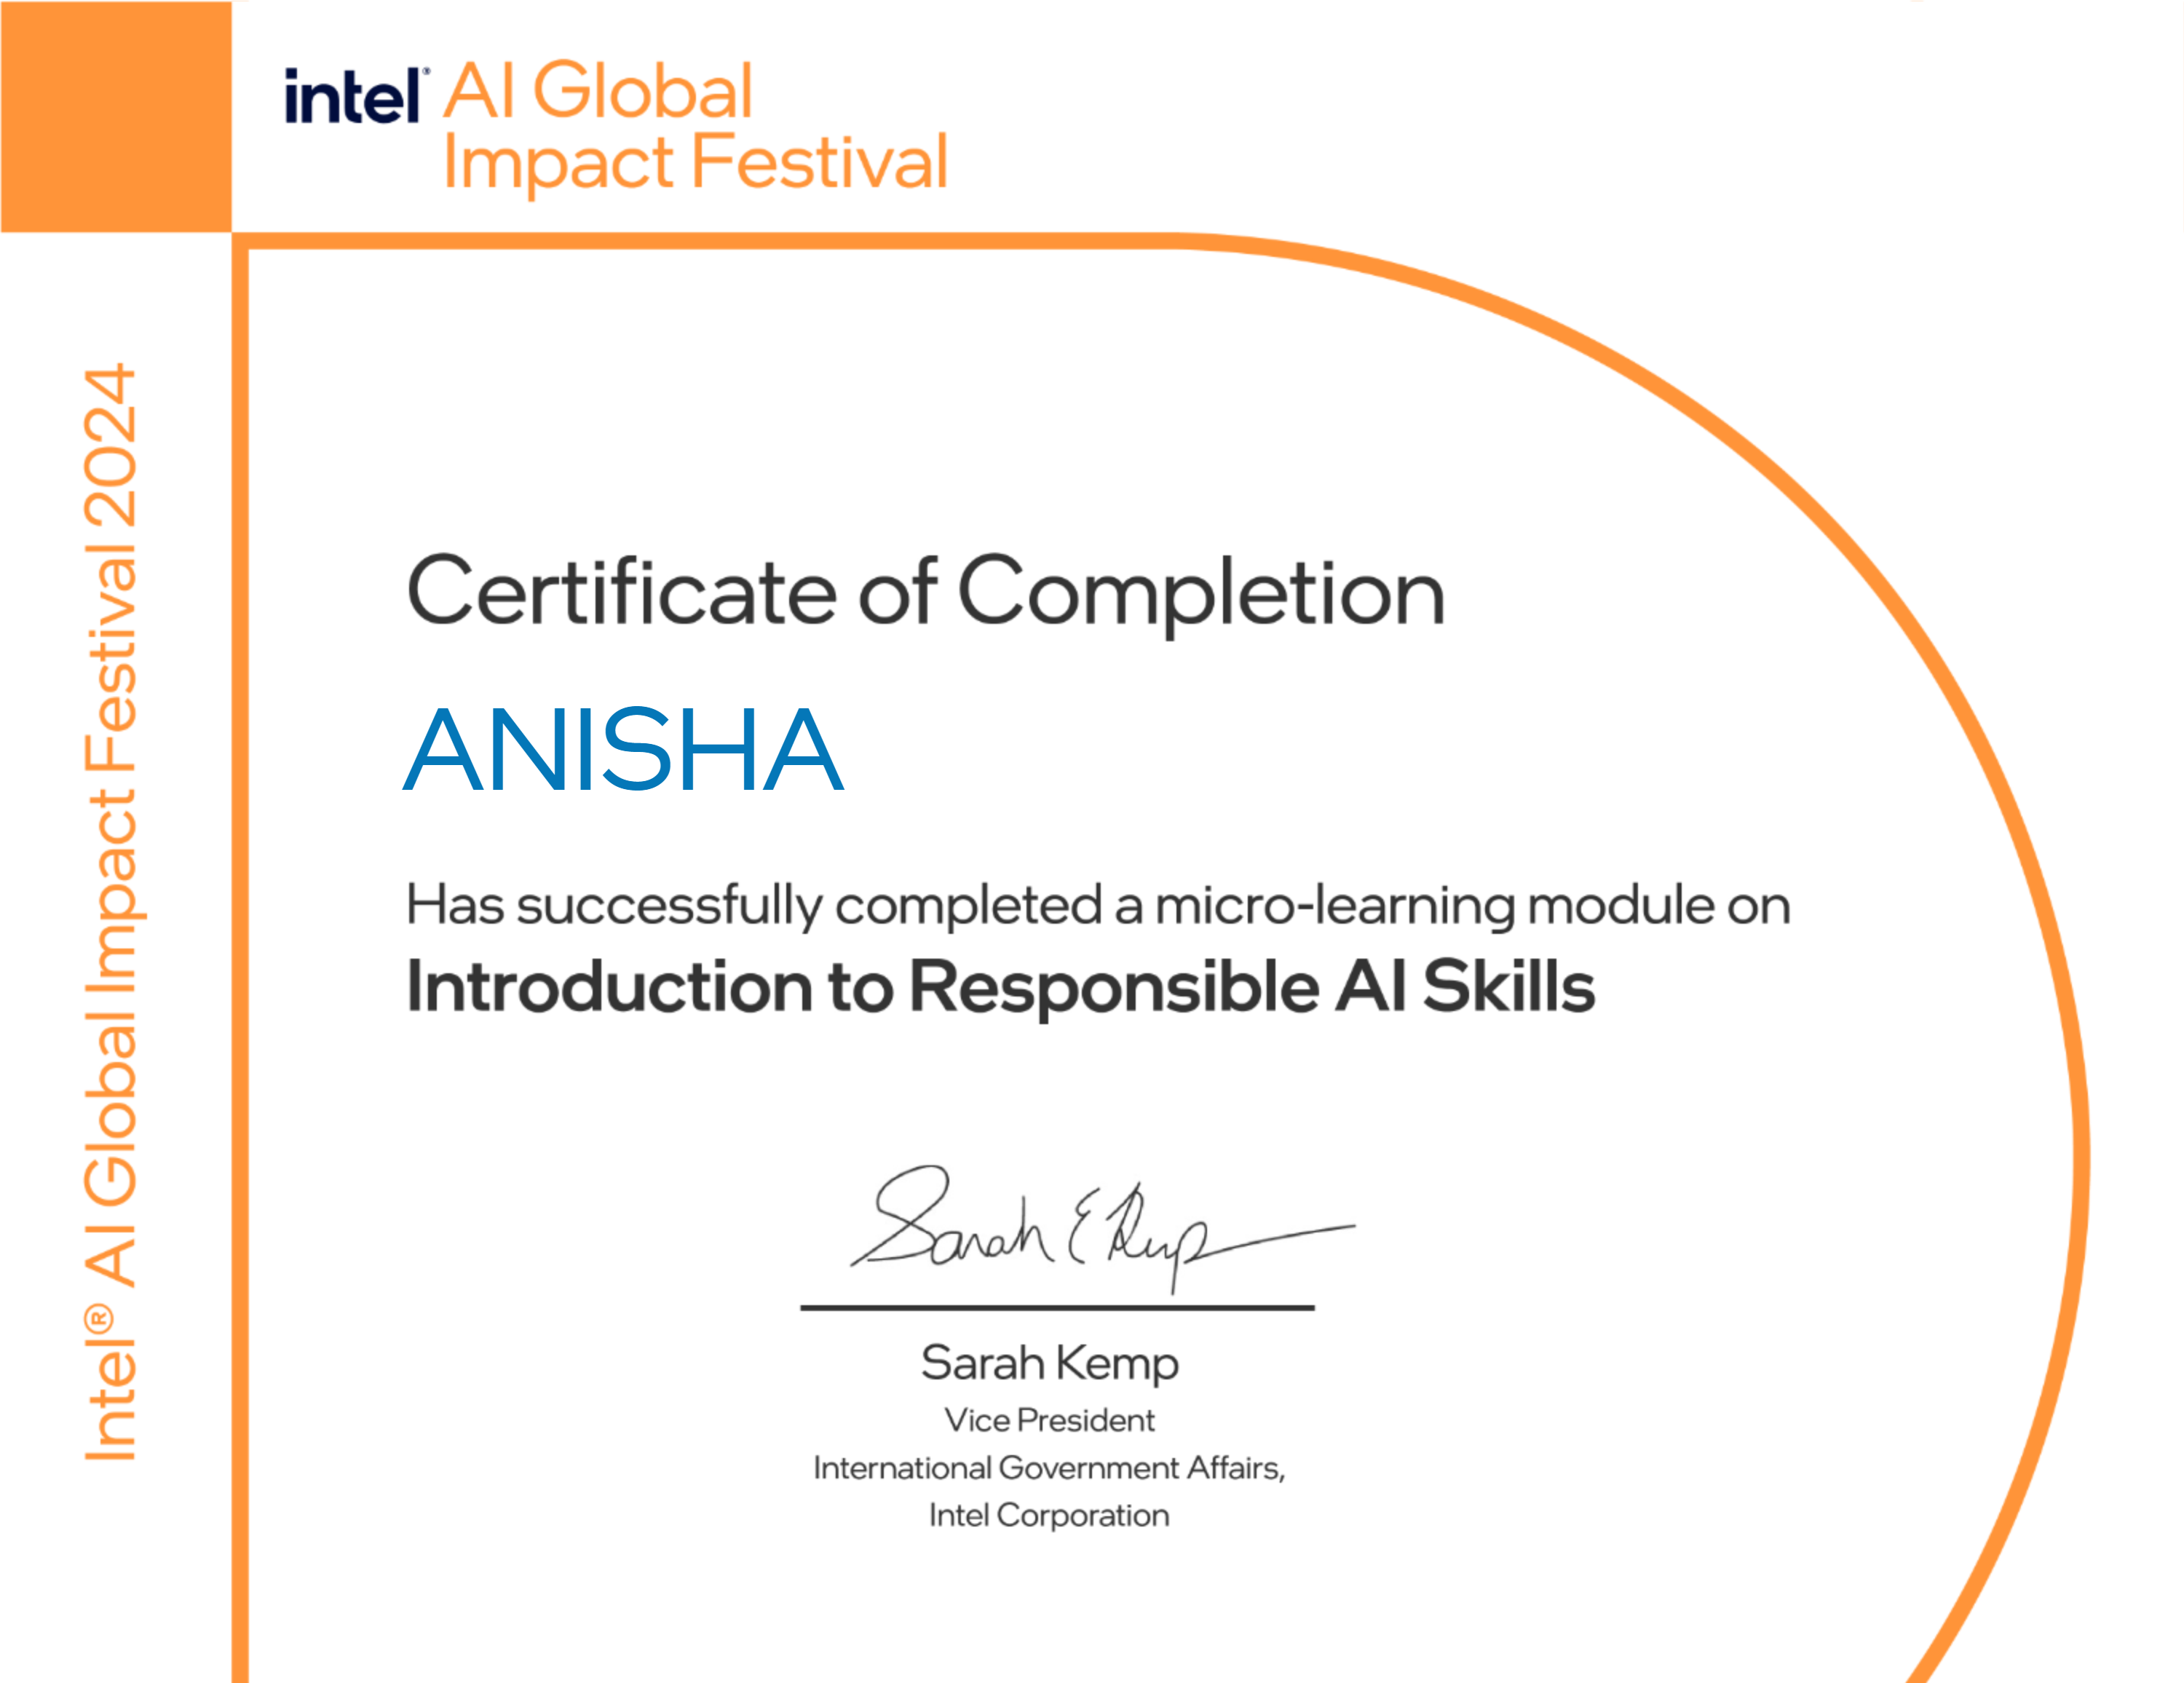 intel® AI Global
Impact Festival
Intel® AI Global Impact Festival 2024
Certificate of Completion
ANISHA
Has successfully completed a micro-learning module on
Introduction to Responsible AI Skills
Sarah E Kemp
Sarah Kemp
Vice President
International Government Affairs,
Intel Corporation